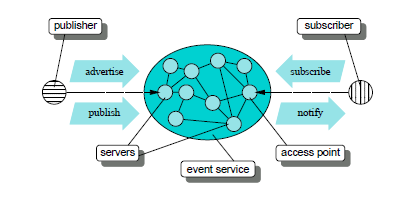 publisher
subscriber
advertise
subscribe
publish
notify
servers
access point
event service